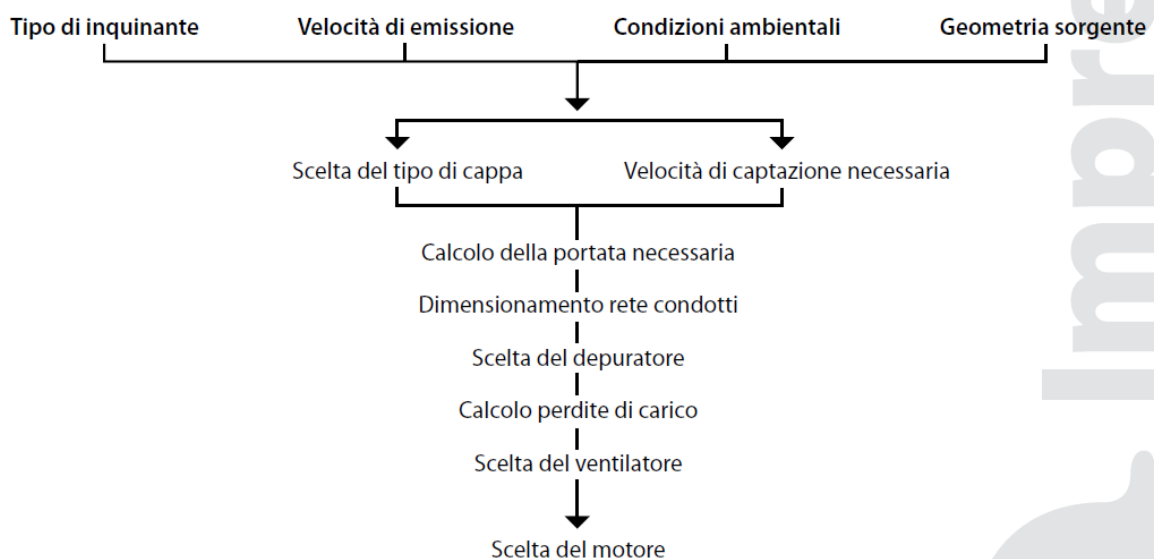 Tipo di inquinante
Velocità di emissione
Condizioni ambientali
Geometria sorgente
Scelta del tipo di cappa
Velocità di captazione necessaria
Calcolo della portata necessaria
Dimensionamento rete condotti
Scelta del depuratore
Calcolo perdite di carico
Scelta del ventilatore
Scelta del motore
Impre